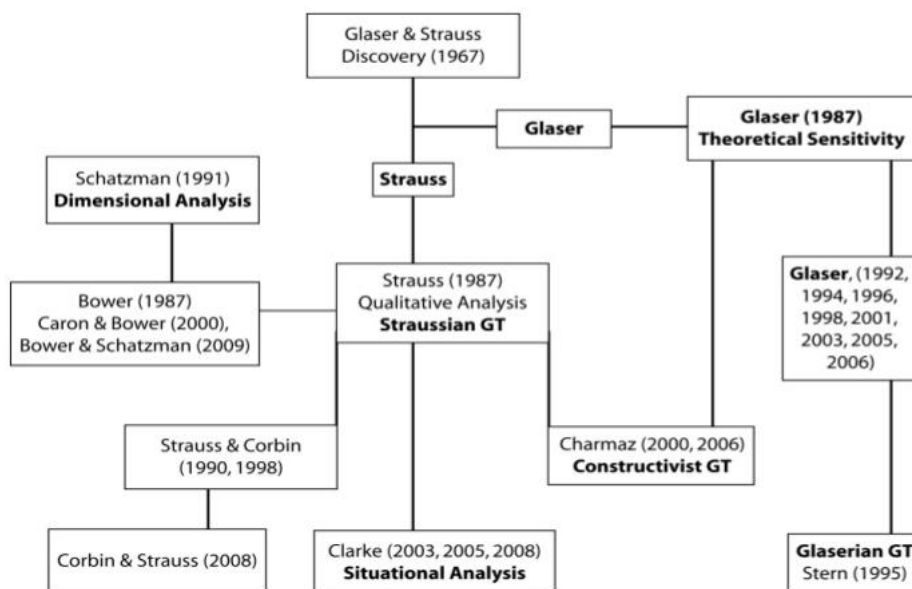 Glaser & Strauss
Discovery (1967)
Glaser
Glaser (1987)
Theoretical Sensitivity
Strauss
Schatzman (1991)
Dimensional Analysis
Strauss (1987)
Qualitative Analysis
Straussian GT
Bower (1987)
Caron & Bower (2000),
Bower & Schatzman (2009)
Glaser, (1992,
1994, 1996,
1998, 2001,
2003, 2005,
2006)
Strauss & Corbin
(1990, 1998)
Charmaz (2000, 2006)
Constructivist GT
Corbin & Strauss (2008)
Clarke (2003, 2005, 2008)
Situational Analysis
Glaserian GT
Stern (1995)